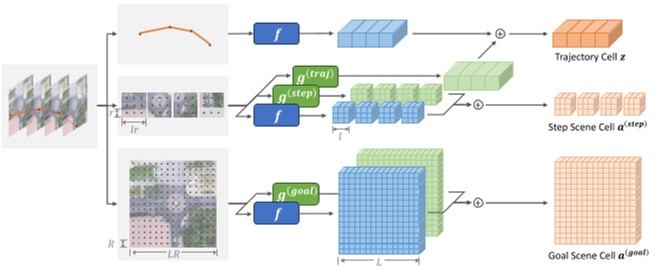 f
Trajectory Cell z
g(traj)
g(step)
f
r
lr
l
Step Scene Cell a(step)
g(goal)
f
R
LR
L
Goal Scene Cell a(goal)